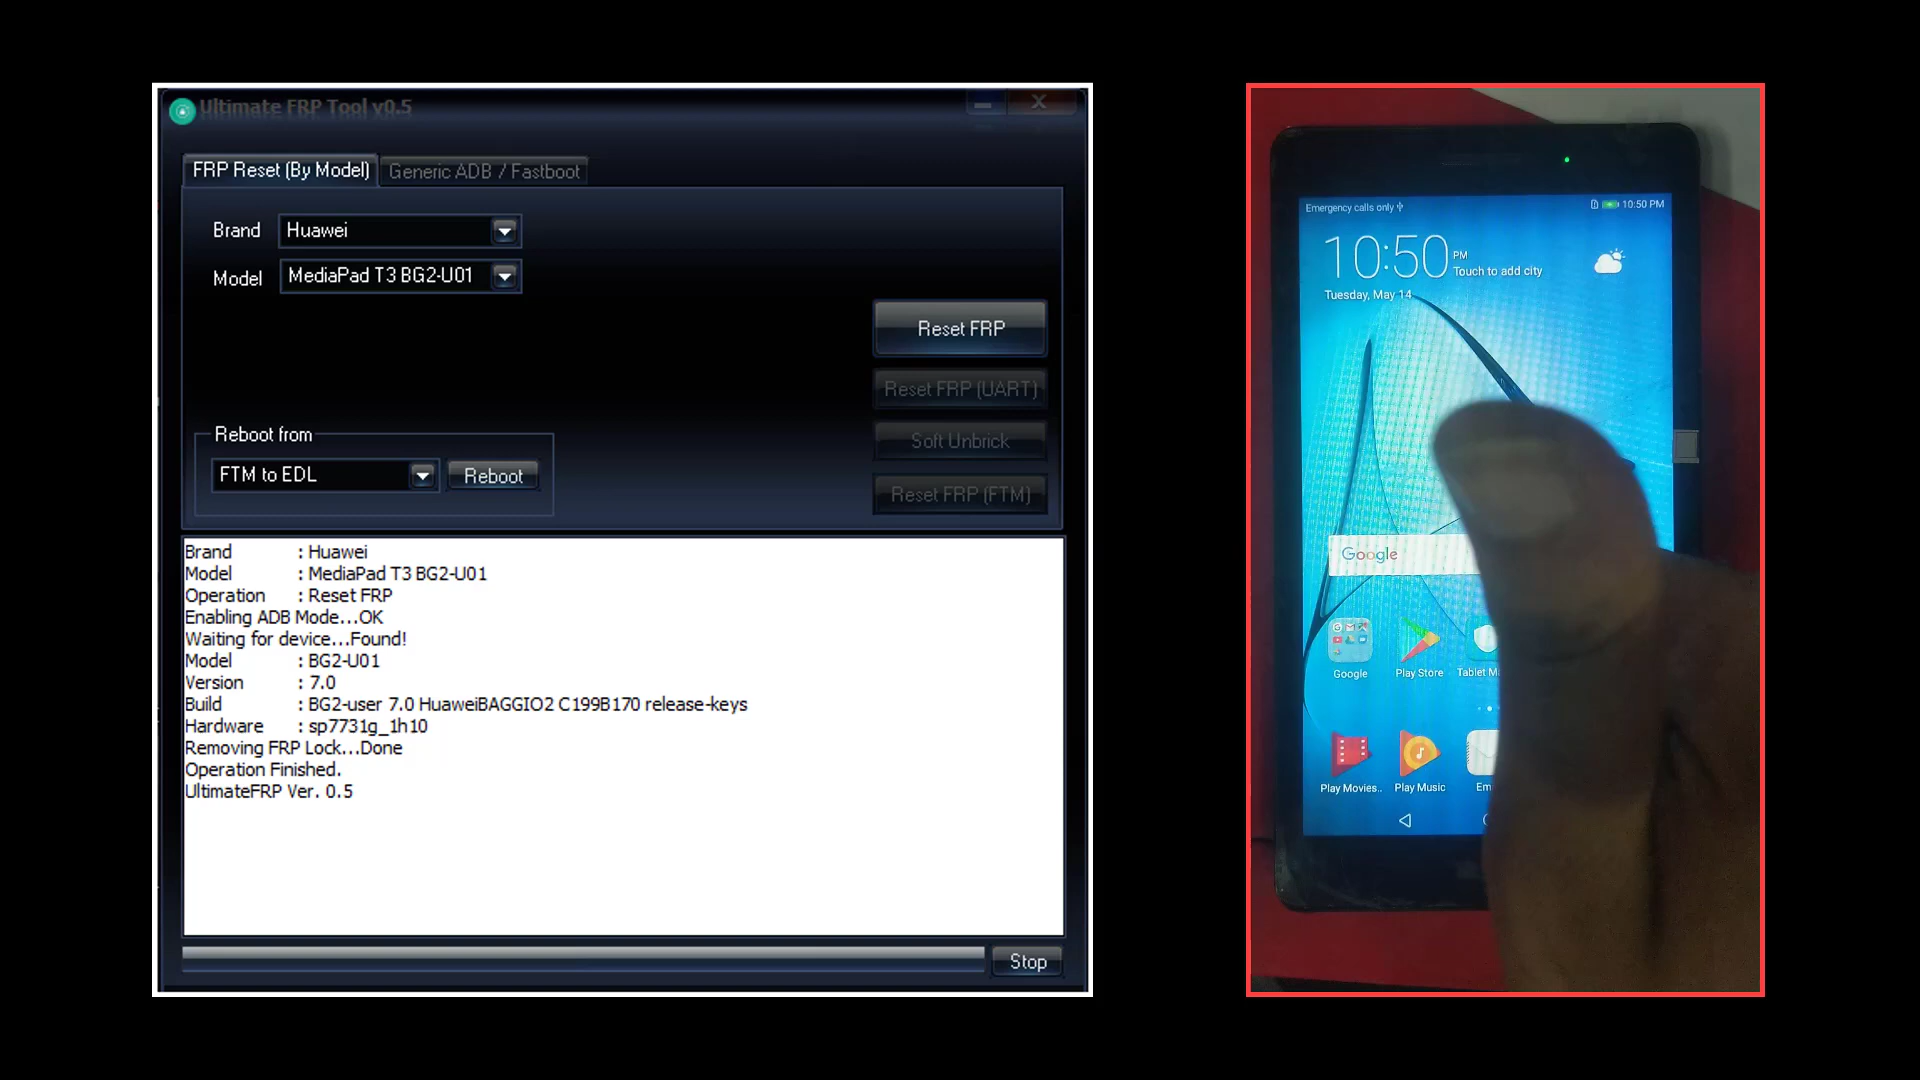 Ultimate FRP Tool v0.5
FRP Reset (By Model)
Generic ADB / Fastboot
Brand
Huawei
Model
MediaPad T3 BG2-U01
Reset FRP
Reset FRP (UART)
Soft Unbrick
Reset FRP (FTM)
Reboot from
FTM to EDL
Reboot
Brand : Huawei
Model : MediaPad T3 BG2-U01
Operation : Reset FRP
Enabling ADB Mode...OK
Waiting for device...Found!
Model : BG2-U01
Version : 7.0
Build : BG2-user 7.0 HuaweiBAGGIO2 C199B170 release-keys
Hardware : sp7731g_1h10
Removing FRP Lock...Done
Operation Finished.
UltimateFRP Ver. 0.5
Stop
Emergency calls only
10:50 PM
10:50 PM
Touch to add city
Tuesday, May 14
Google
Google
Play Store
Tablet M
Play Movies..
Play Music
Em